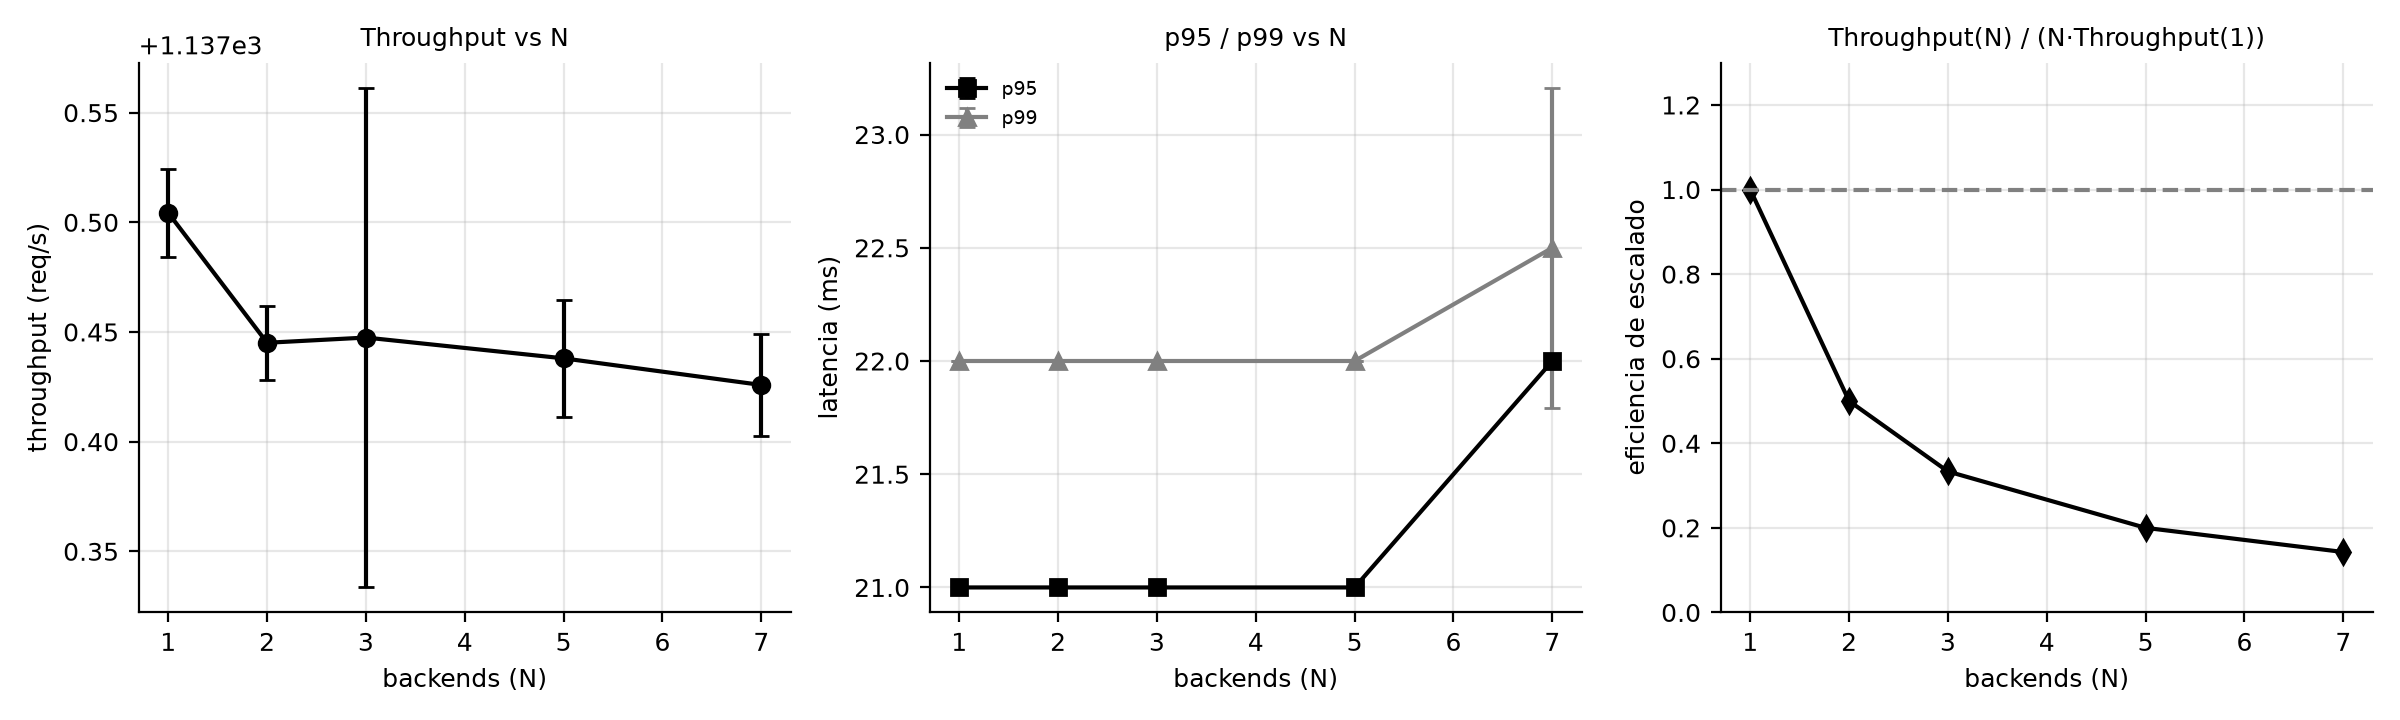 Throughput vs N
+1.137e3
throughput (req/s)
0.55
0.50
0.45
0.40
0.35
1 2 3 4 5 6 7
backends (N)
p95 / p99 vs N
p95
p99
latencia (ms)
23.0
22.5
22.0
21.5
21.0
1 2 3 4 5 6 7
backends (N)
Throughput(N) / (N·Throughput(1))
eficiencia de escalado
1.2
1.0
0.8
0.6
0.4
0.2
0.0
1 2 3 4 5 6 7
backends (N)